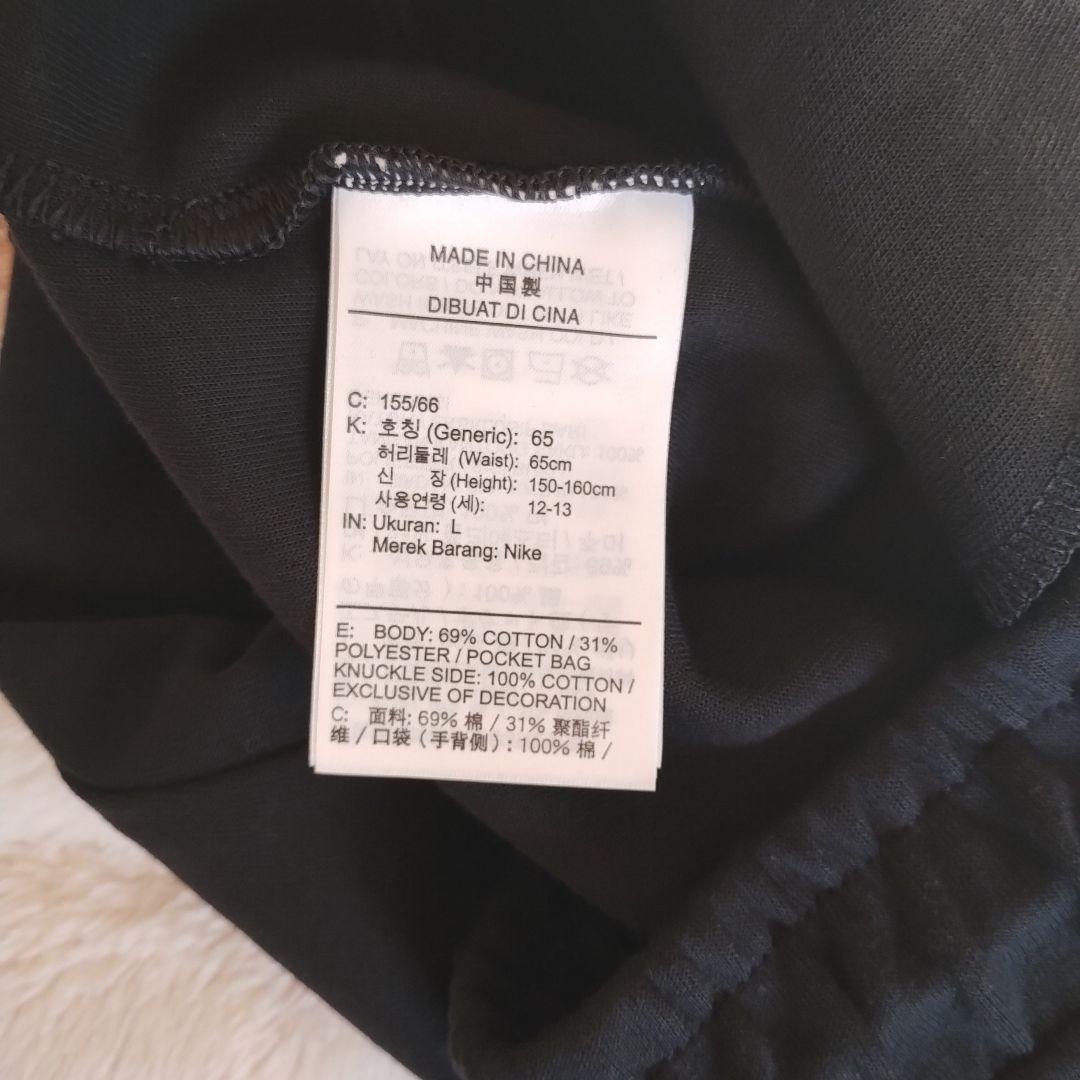 MADE IN CHINA
中国製
DIBUAT DI CINA
C: 155/66
K: 호칭 (Generic): 65
허리둘레 (Waist): 65cm
신 장 (Height): 150-160cm
사용연령 (세): 12-13
IN: Ukuran: L
Merek Barang: Nike
E: BODY: 69% COTTON / 31%
POLYESTER / POCKET BAG
KNUCKLE SIDE: 100% COTTON /
EXCLUSIVE OF DECORATION
C: 面料: 69% 棉 / 31% 聚酯纤
维 / 口袋 (手背侧) : 100% 棉 /